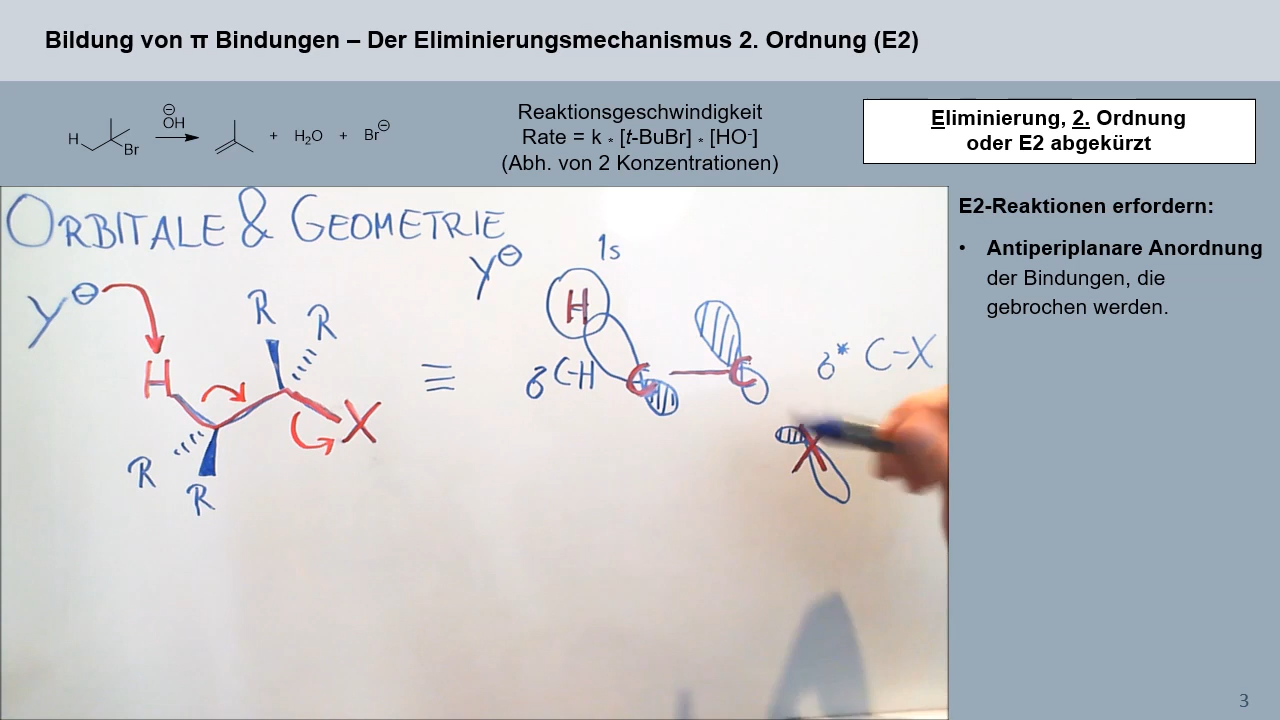 Bildung von π Bindungen – Der Eliminierungsmechanismus 2. Ordnung (E2)
H Br ⊖ OH + H₂O + Br⊖
Reaktionsgeschwindigkeit
Rate = k * [t-BuBr] * [HO⁻]
(Abh. von 2 Konzentrationen)
Eliminierung, 2. Ordnung
oder E2 abgekürzt
ORBITALE & GEOMETRIE
Y⊖ H R R X R R
≡
Y⊖ 1s
H
σ C-H C C σ* C-X
X
E2-Reaktionen erfordern:
• Antiperiplanare Anordnung
der Bindungen, die
gebrochen werden.
3